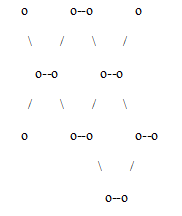 o o--o o
\ / \ /
o--o o--o
/ \ / \
o o--o o--o
\ /
o--o